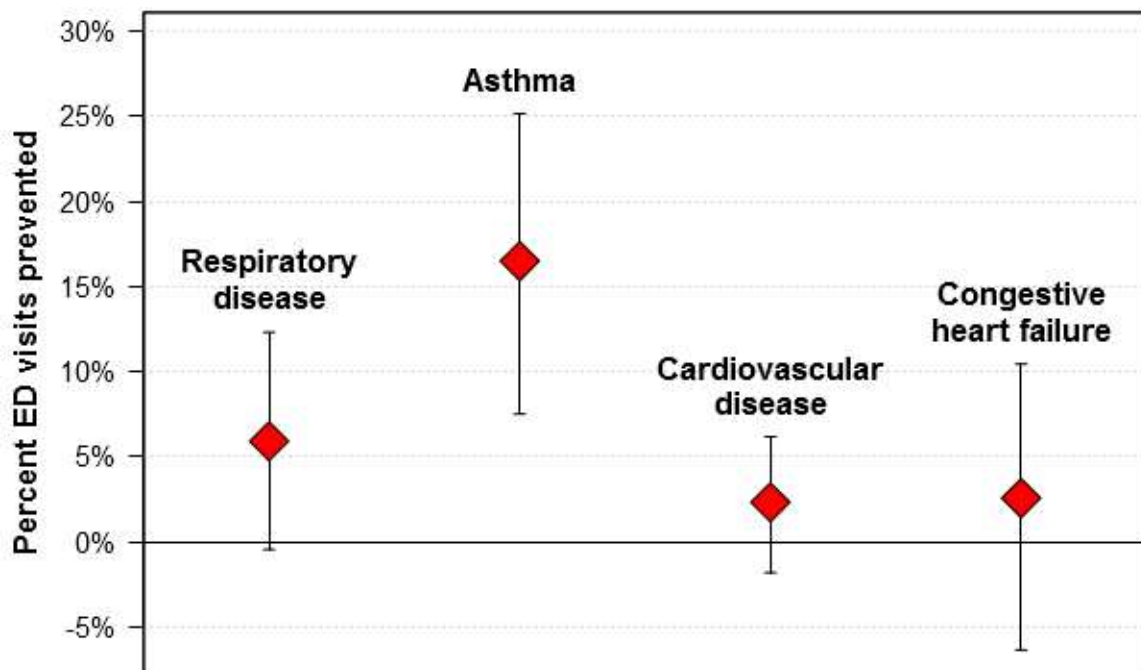 Percent ED visits prevented
30%
25%
20%
15%
10%
5%
0%
-5%
Respiratory
disease
Asthma
Cardiovascular
disease
Congestive
heart failure